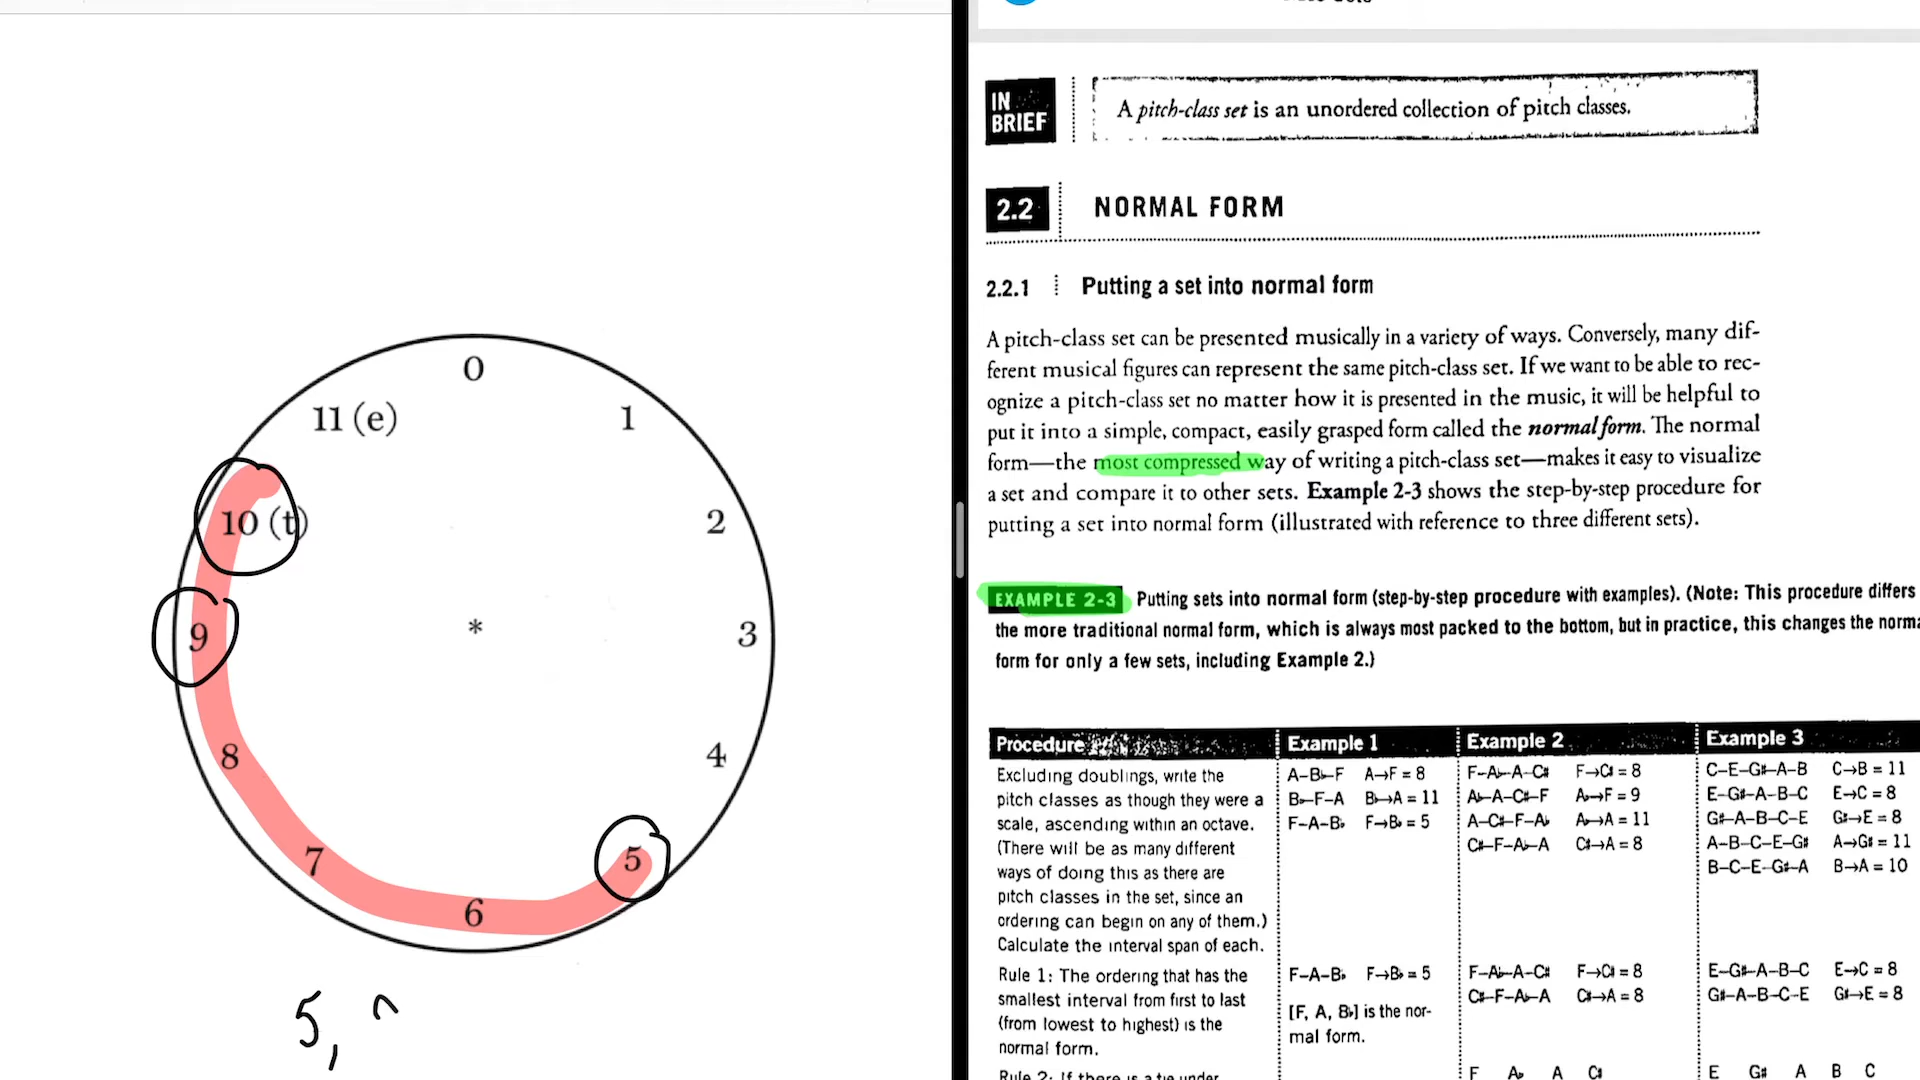 0
11 (e)
1
10 (t)
2
9
*
3
8
4
7
5
6
5,
IN
BRIEF
A pitch-class set is an unordered collection of pitch classes.
2.2
NORMAL FORM
2.2.1 Putting a set into normal form
A pitch-class set can be presented musically in a variety of ways. Conversely, many dif-
ferent musical figures can represent the same pitch-class set. If we want to be able to rec-
ognize a pitch-class set no matter how it is presented in the music, it will be helpful to
put it into a simple, compact, easily grasped form called the normal form. The normal
form—the most compressed way of writing a pitch-class set—makes it easy to visualize
a set and compare it to other sets. Example 2-3 shows the step-by-step procedure for
putting a set into normal form (illustrated with reference to three different sets).
EXAMPLE 2-3 Putting sets into normal form (step-by-step procedure with examples). (Note: This procedure differs
the more traditional normal form, which is always most packed to the bottom, but in practice, this changes the norma
form for only a few sets, including Example 2.)
Procedure
Excluding doublings, write the
pitch classes as though they were a
scale, ascending within an octave.
(There will be as many different
ways of doing this as there are
pitch classes in the set, since an
ordering can begin on any of them.)
Calculate the interval span of each.
Rule 1: The ordering that has the
smallest interval from first to last
(from lowest to highest) is the
normal form.
Rule 2: If there is a tie under
Example 1
A–B♭–F A→F = 8
B♭–F–A B♭→A = 11
F–A–B♭ F→B♭ = 5
F–A–B♭ F→B♭ = 5
[F, A, B♭] is the nor-
mal form.
Example 2
F–A♭–A–C♯ F→C♯ = 8
A♭–A–C♯–F A♭→F = 9
A–C♯–F–A♭ A→A♭ = 11
C♯–F–A♭–A C♯→A = 8
F–A♭–A–C♯ F→C♯ = 8
C♯–F–A♭–A C♯→A = 8
F A♭ A C♯
Example 3
C–E–G♯–A–B C→B = 11
E–G♯–A–B–C E→C = 8
G♯–A–B–C–E G♯→E = 8
A–B–C–E–G♯ A→G♯ = 11
B–C–E–G♯–A B→A = 10
E–G♯–A–B–C E→C = 8
G♯–A–B–C–E G♯→E = 8
E G♯ A B C